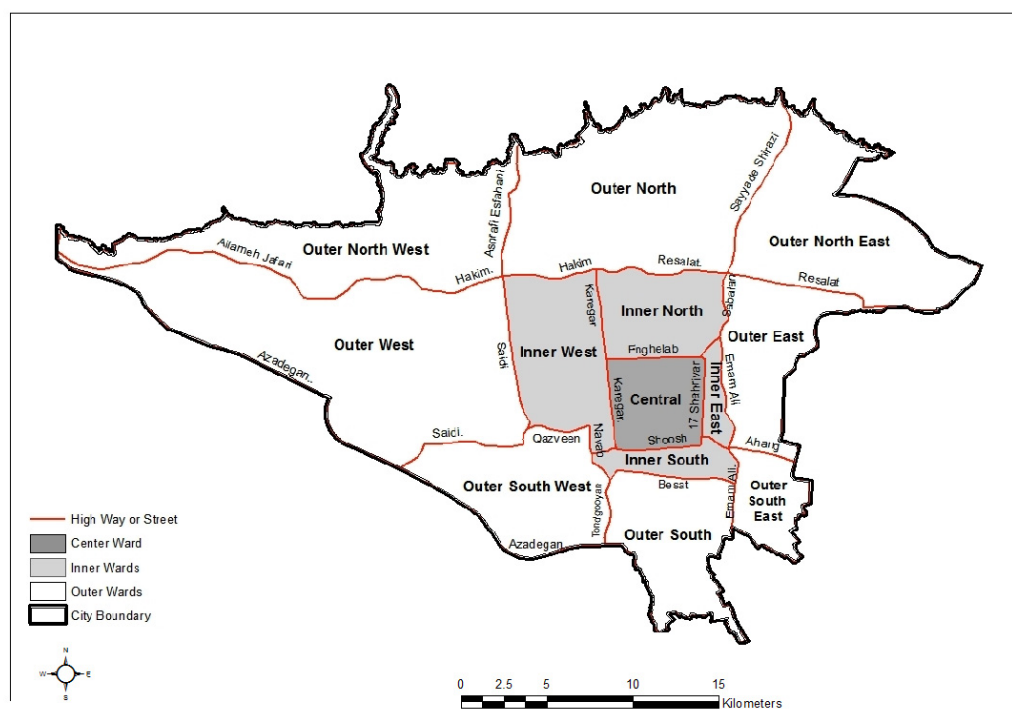 Outer North
Sayyade Shirazi
Asrafi Esfahani
Outer North West
Outer North East
Allameh Jafari
Hakim.
Hakim
Resalat.
Resalat
Karegar
Sabalan
Inner North
Outer East
Outer West
Saidi
Inner West
Enghelab
Azadegan..
Karegar.
Central
17 Shahrivar
Inner East
Emam Ali
Saidi.
Qazveen
Navab
Shoosh
Ahang
Inner South
Outer South West
Tondgooyan
Besat
Emam Ali.
Outer
South
East
Azadegan
Outer South
High Way or Street
Center Ward
Inner Wards
Outer Wards
City Boundary
N
W
E
S
0 2.5 5 10 15
Kilometers